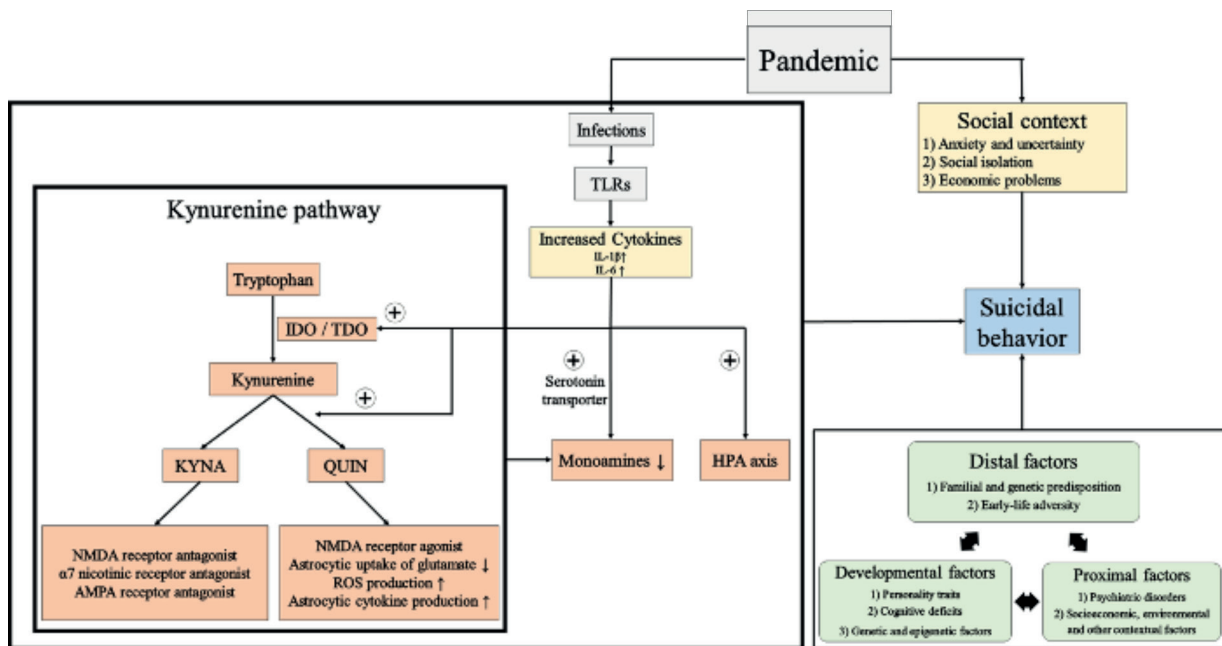 Pandemic
Infections
TLRs
Increased Cytokines
IL-1β↑
IL-6 ↑
Social context
1) Anxiety and uncertainty
2) Social isolation
3) Economic problems
Kynurenine pathway
Tryptophan
IDO / TDO
+
Kynurenine
+
KYNA
QUIN
NMDA receptor antagonist
α7 nicotinic receptor antagonist
AMPA receptor antagonist
NMDA receptor agonist
Astrocytic uptake of glutamate ↓
ROS production ↑
Astrocytic cytokine production ↑
+
Serotonin
transporter
+
Monoamines ↓
HPA axis
Suicidal
behavior
Distal factors
1) Familial and genetic predisposition
2) Early-life adversity
Developmental factors
1) Personality traits
2) Cognitive deficits
3) Genetic and epigenetic factors
Proximal factors
1) Psychiatric disorders
2) Socioeconomic, environmental
and other contextual factors